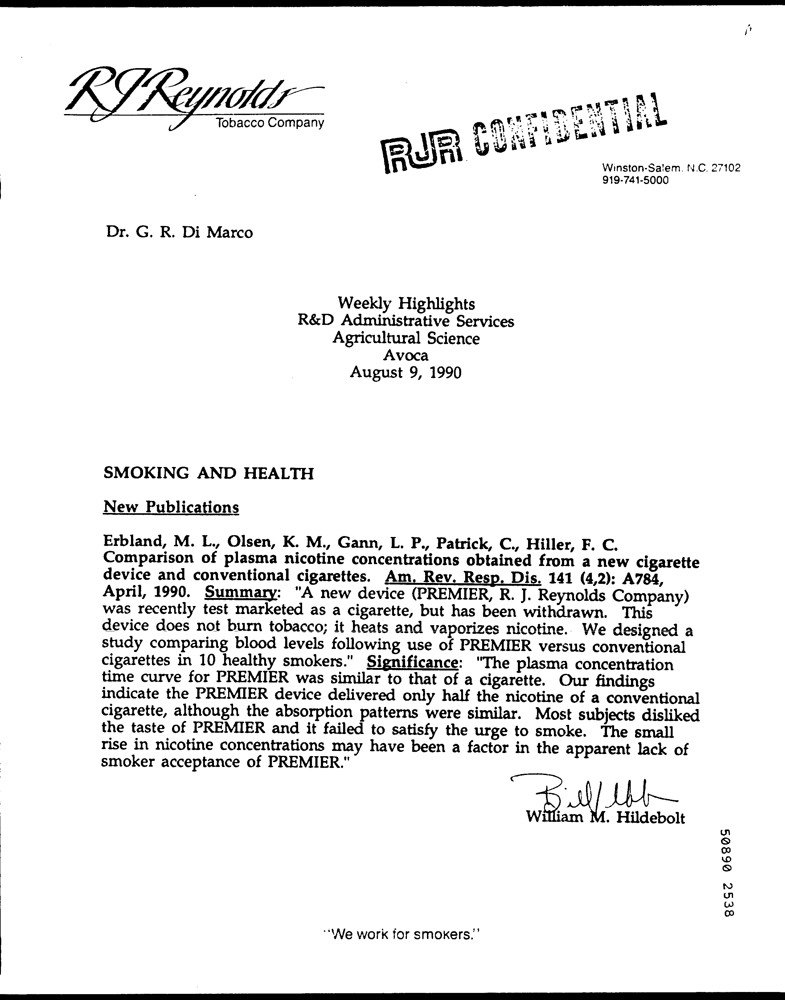 RJReynolds
Tobacco Company
RJR CONFIDENTIAL
Winston-Salem, N.C. 27102
919-741-5000
Dr. G. R. Di Marco
Weekly Highlights
R&D Administrative Services
Agricultural Science
Avoca
August 9, 1990
SMOKING AND HEALTH
New Publications
Erbland, M. L., Olsen, K. M., Gann, L. P., Patrick, C., Hiller, F. C.
Comparison of plasma nicotine concentrations obtained from a new cigarette
device and conventional cigarettes. Am. Rev. Resp. Dis. 141 (4,2): A784,
April, 1990. Summary: "A new device (PREMIER, R. J. Reynolds Company)
was recently test marketed as a cigarette, but has been withdrawn. This
device does not burn tobacco; it heats and vaporizes nicotine. We designed a
study comparing blood levels following use of PREMIER versus conventional
cigarettes in 10 healthy smokers." Significance: "The plasma concentration
time curve for PREMIER was similar to that of a cigarette. Our findings
indicate the PREMIER device delivered only half the nicotine of a conventional
cigarette, although the absorption patterns were similar. Most subjects disliked
the taste of PREMIER and it failed to satisfy the urge to smoke. The small
rise in nicotine concentrations may have been a factor in the apparent lack of
smoker acceptance of PREMIER."
William M. Hildebolt
50890 2538
"We work for smokers."